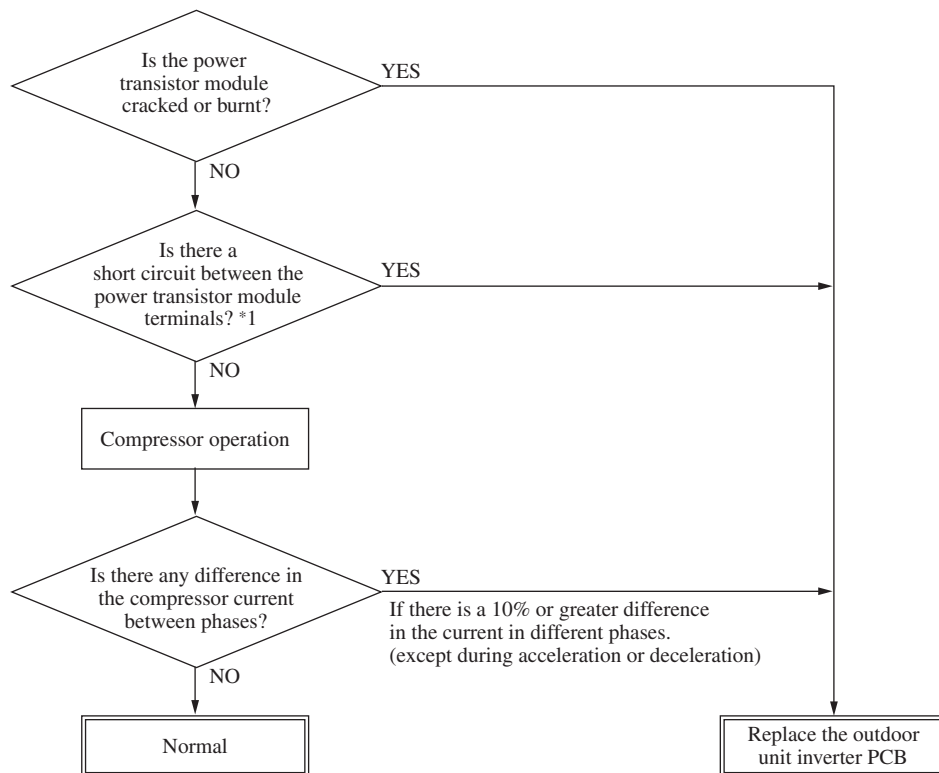 Is the power
transistor module
cracked or burnt?
YES
NO
Is there a
short circuit between the
power transistor module
terminals? *1
YES
NO
Compressor operation
Is there any difference in
the compressor current
between phases?
YES
If there is a 10% or greater difference
in the current in different phases.
(except during acceleration or deceleration)
NO
Normal
Replace the outdoor
unit inverter PCB